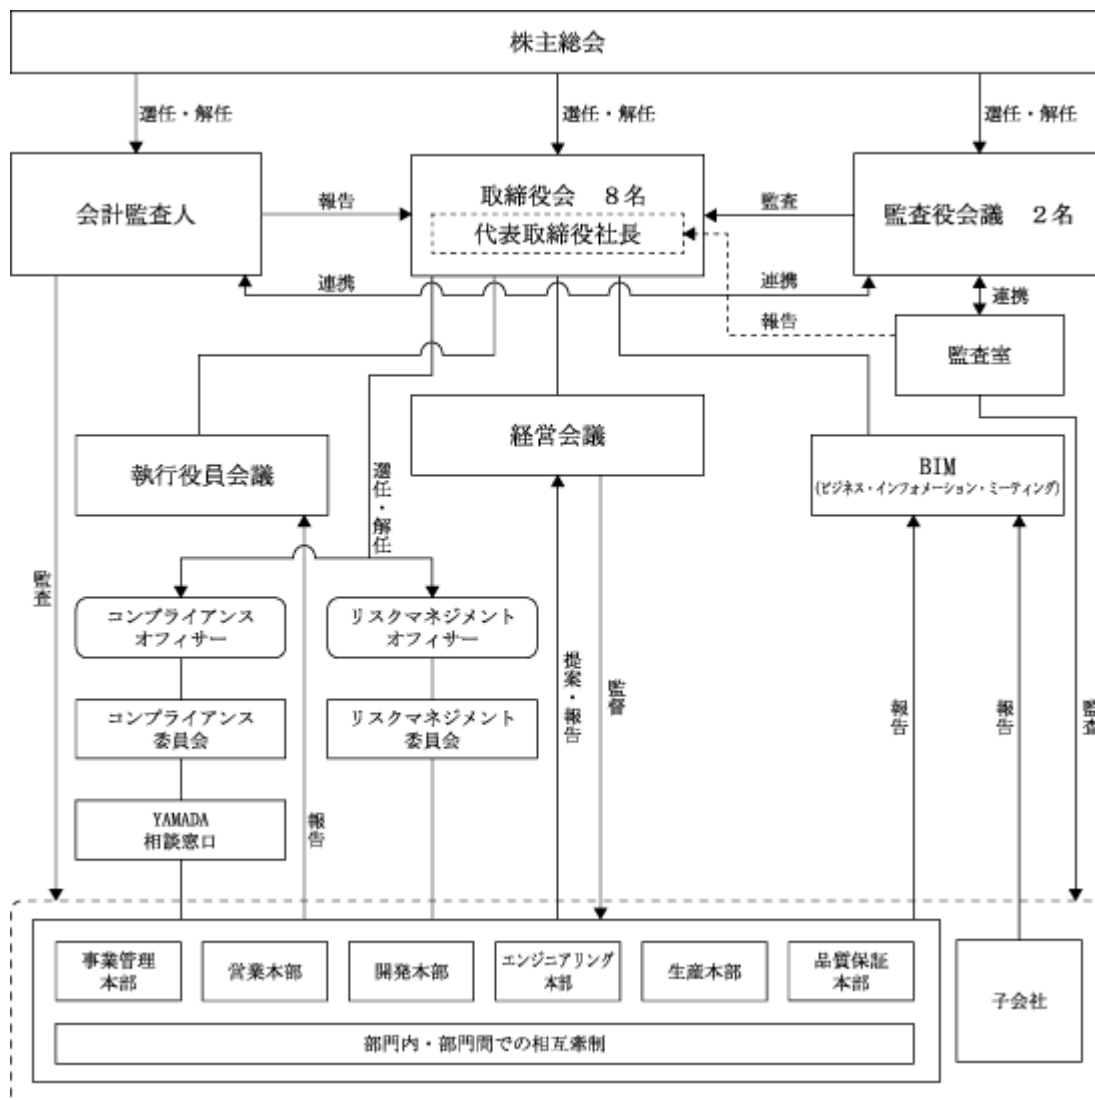 株主総会
選任・解任
選任・解任
選任・解任
会計監査人
報告
取締役会 8名
代表取締役社長
監査
監査役会議 2名
連携
連携
連携
報告
監査室
執行役員会議
選任・解任
経営会議
BIM
(ビジネス・インフォメーション・ミーティング)
監査
コンプライアンス
オフィサー
リスクマネジメント
オフィサー
提案・報告
監督
報告
報告
監査
コンプライアンス
委員会
リスクマネジメント
委員会
YAMADA
相談窓口
報告
事業管理
本部
営業本部
開発本部
エンジニアリング
本部
生産本部
品質保証
本部
子会社
部門内・部門間での相互牽制